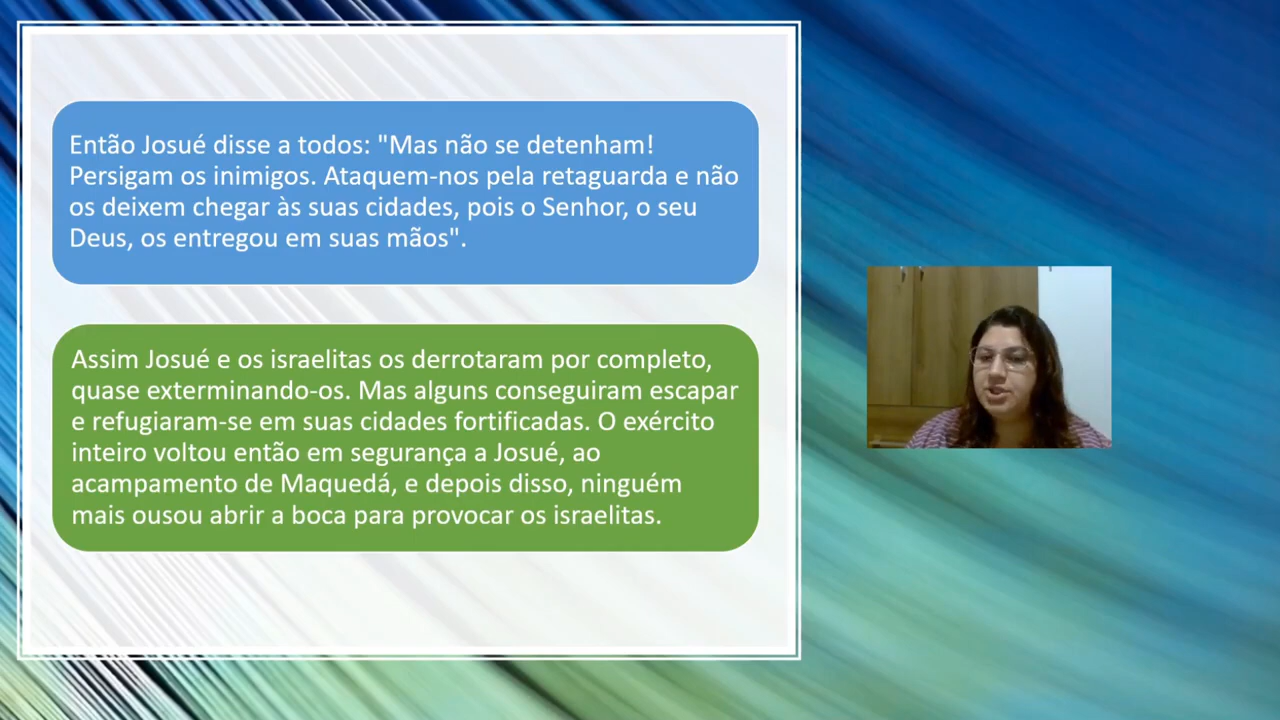 Então Josué disse a todos: "Mas não se detenham!
Persigam os inimigos. Ataquem-nos pela retaguarda e não
os deixem chegar às suas cidades, pois o Senhor, o seu
Deus, os entregou em suas mãos".
Assim Josué e os israelitas os derrotaram por completo,
quase exterminando-os. Mas alguns conseguiram escapar
e refugiaram-se em suas cidades fortificadas. O exército
inteiro voltou então em segurança a Josué, ao
acampamento de Maquedá, e depois disso, ninguém
mais ousou abrir a boca para provocar os israelitas.